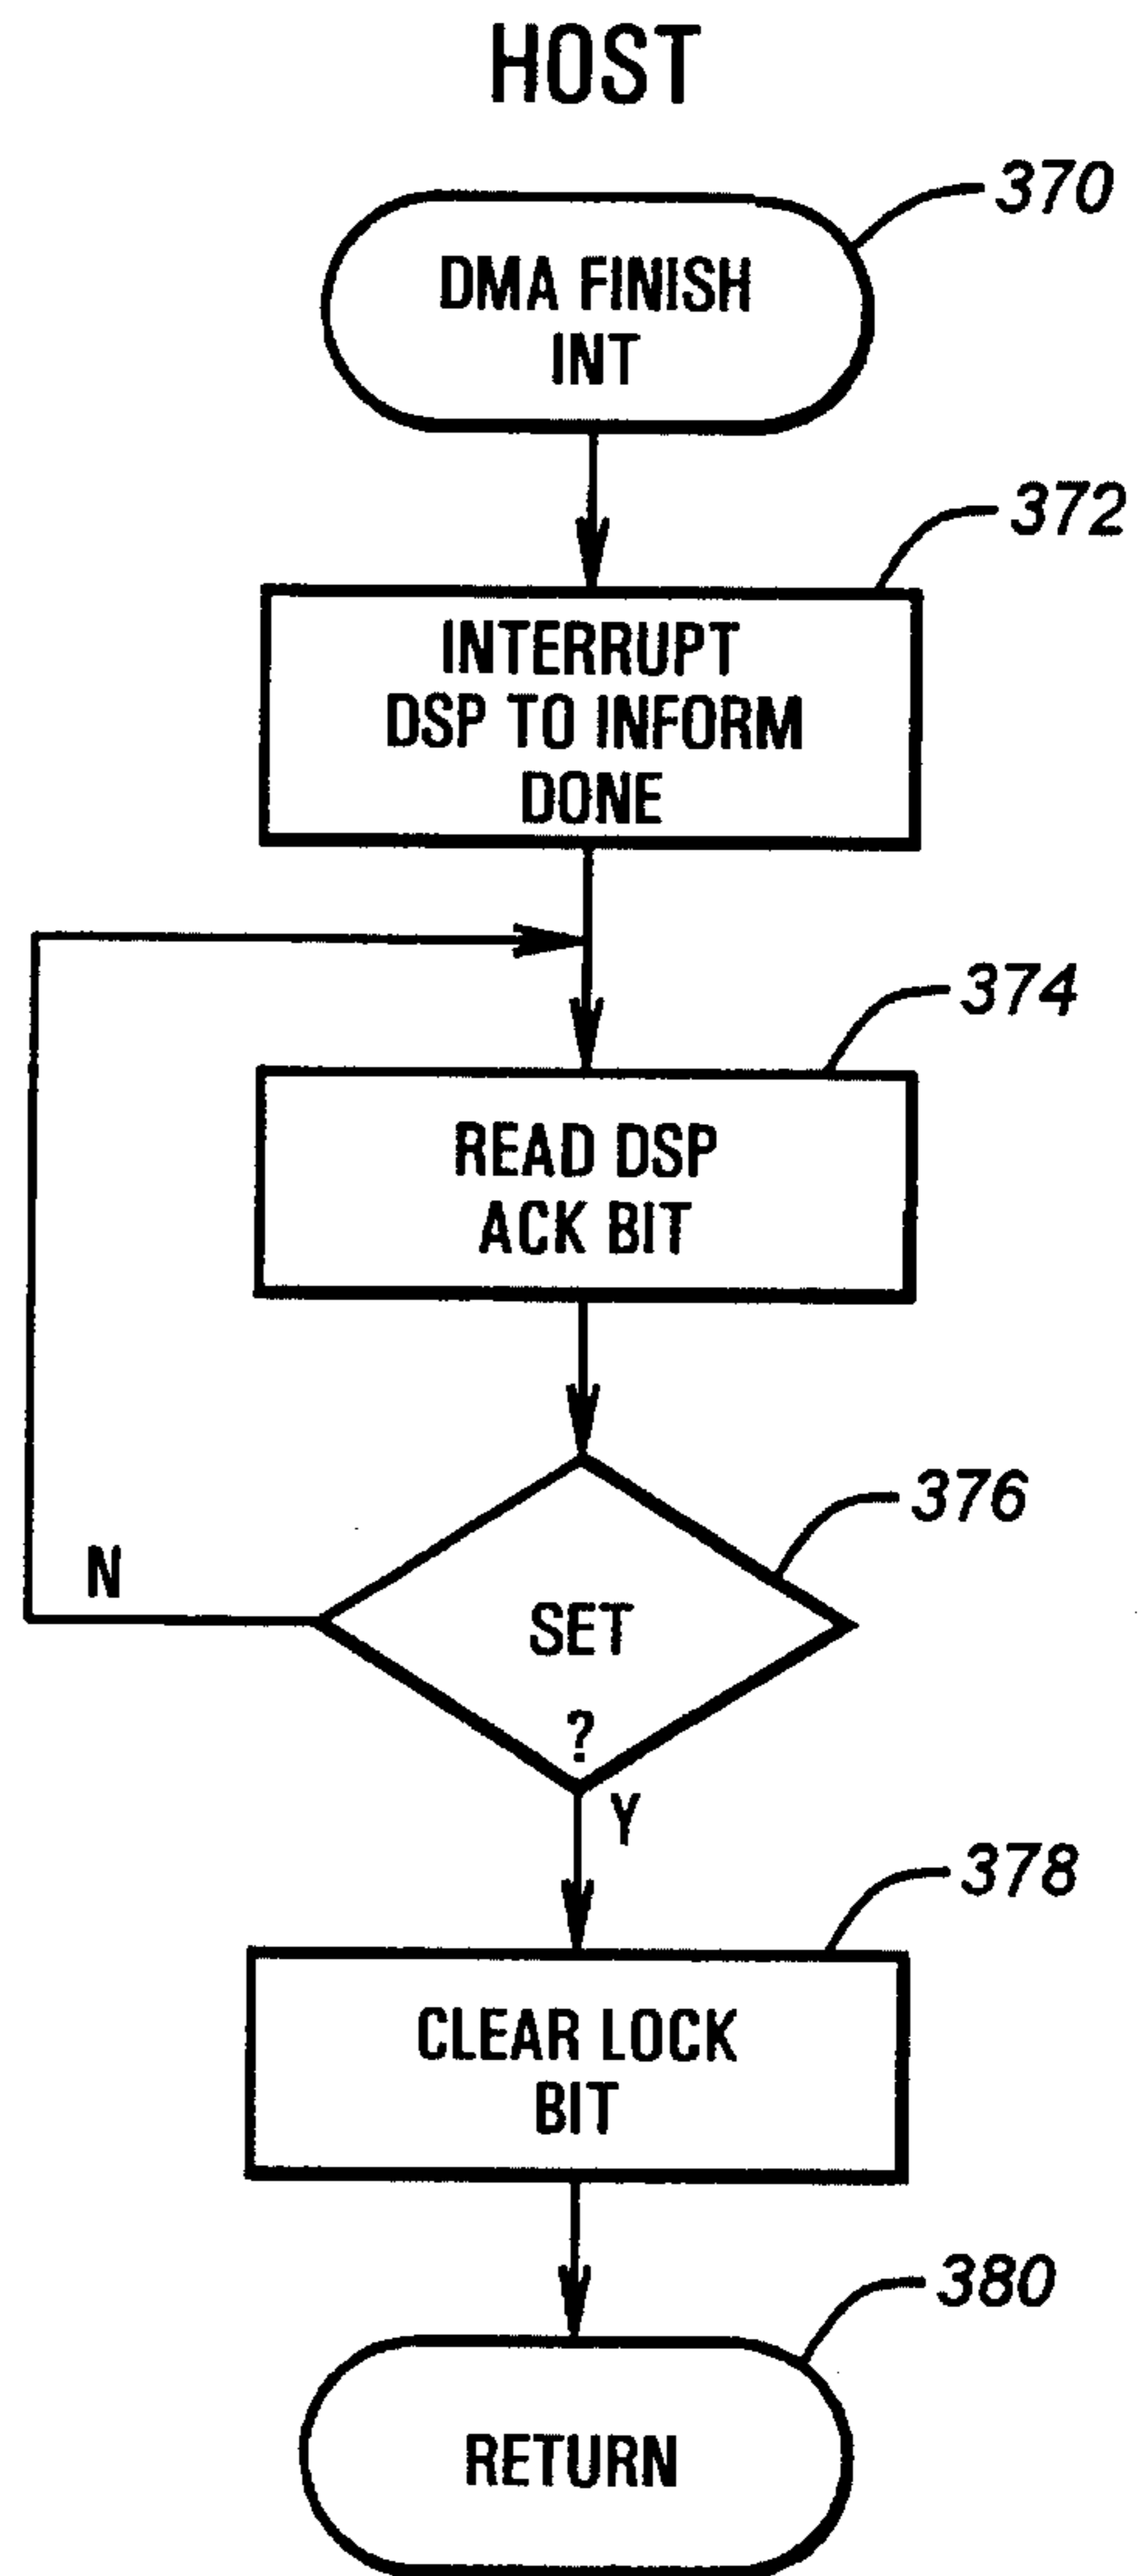 HOST
370
DMA FINISH
INT
372
INTERRUPT
DSP TO INFORM
DONE
374
READ DSP
ACK BIT
376
N
SET
?
Y
378
CLEAR LOCK
BIT
380
RETURN